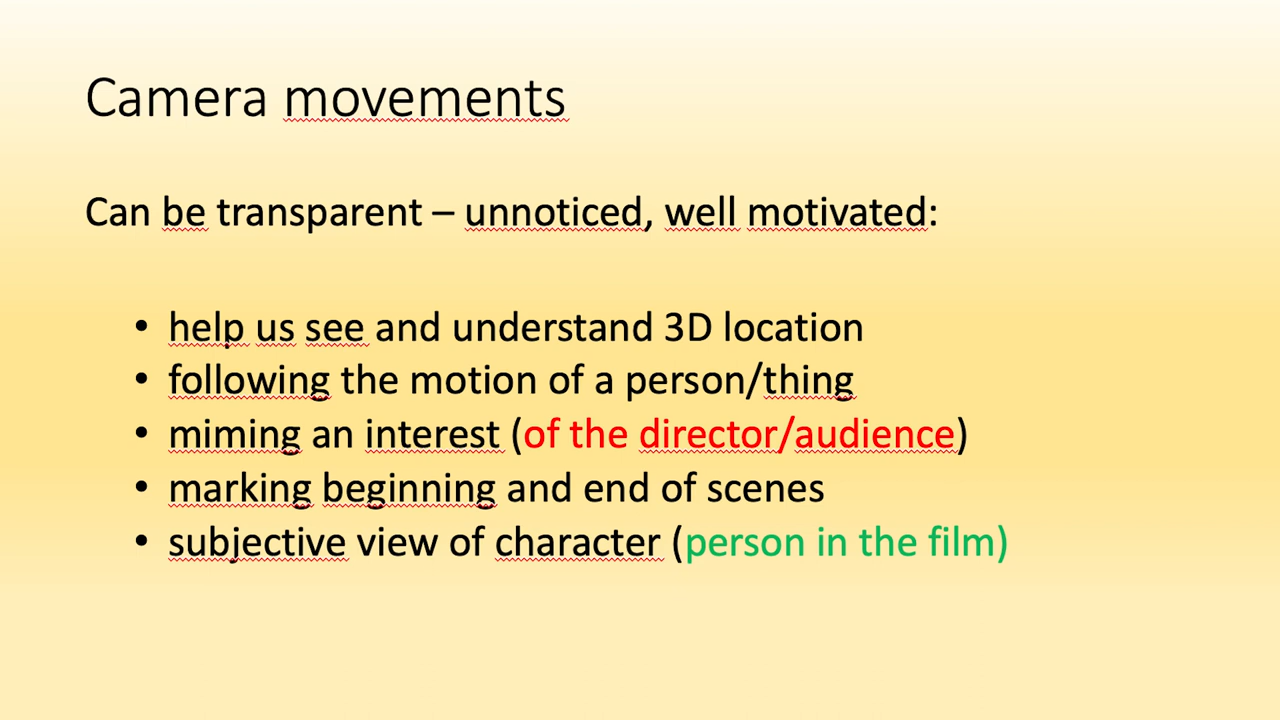 Camera movements
Can be transparent – unnoticed, well motivated:
• help us see and understand 3D location
• following the motion of a person/thing
• miming an interest (of the director/audience)
• marking beginning and end of scenes
• subjective view of character (person in the film)